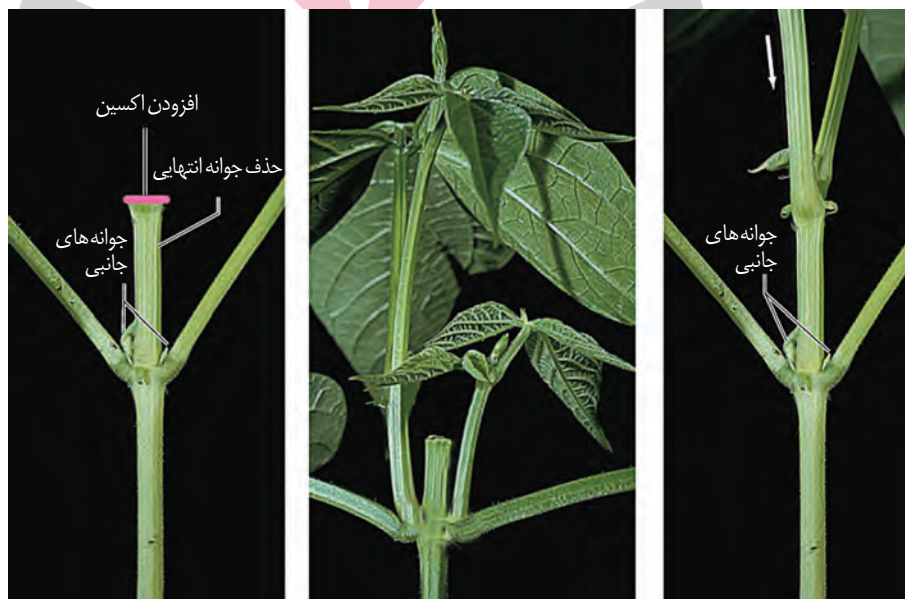 افزودن اکسین
حذف جوانه انتهایی
جوانه‌های
جانبی
جوانه‌های
جانبی